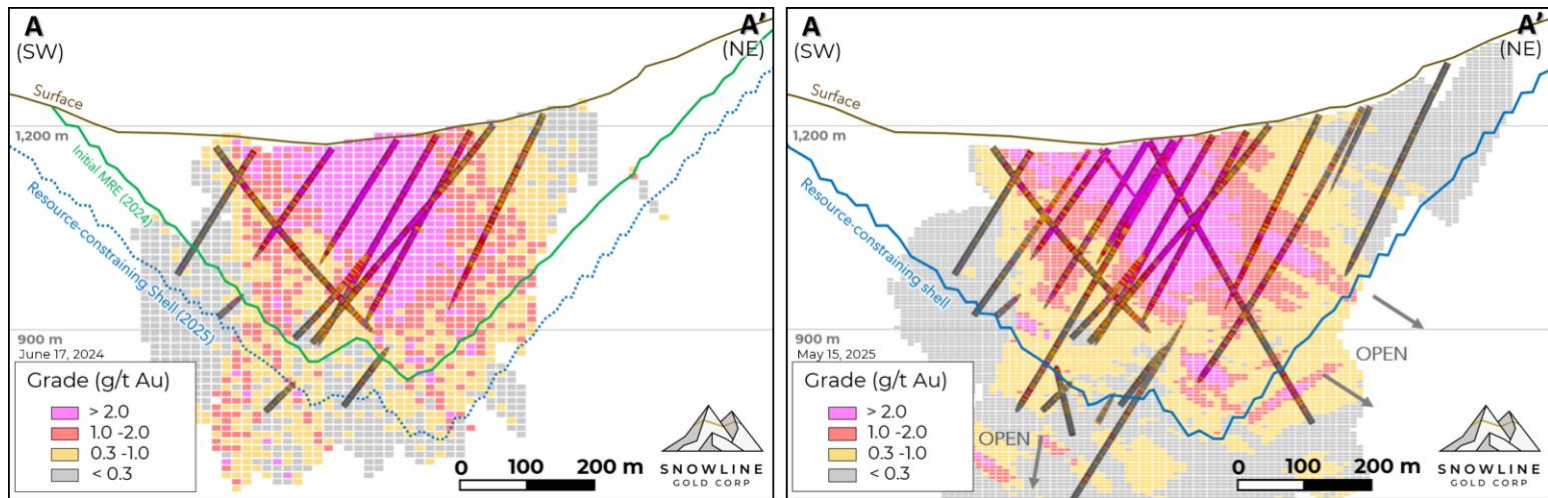 A
(SW)
A'
(NE)
Surface
1,200 m
Initial MRE (2024)
Resource-constraining Shell (2025)
900 m
June 17, 2024
Grade (g/t Au)
> 2.0
1.0 -2.0
0.3 -1.0
< 0.3
0 100 200 m
SNOWLINE
GOLD CORP
A
(SW)
A'
(NE)
Surface
1,200 m
Resource-constraining shell
900 m
May 15, 2025
OPEN
OPEN
Grade (g/t Au)
> 2.0
1.0 -2.0
0.3 -1.0
< 0.3
0 100 200 m
SNOWLINE
GOLD CORP